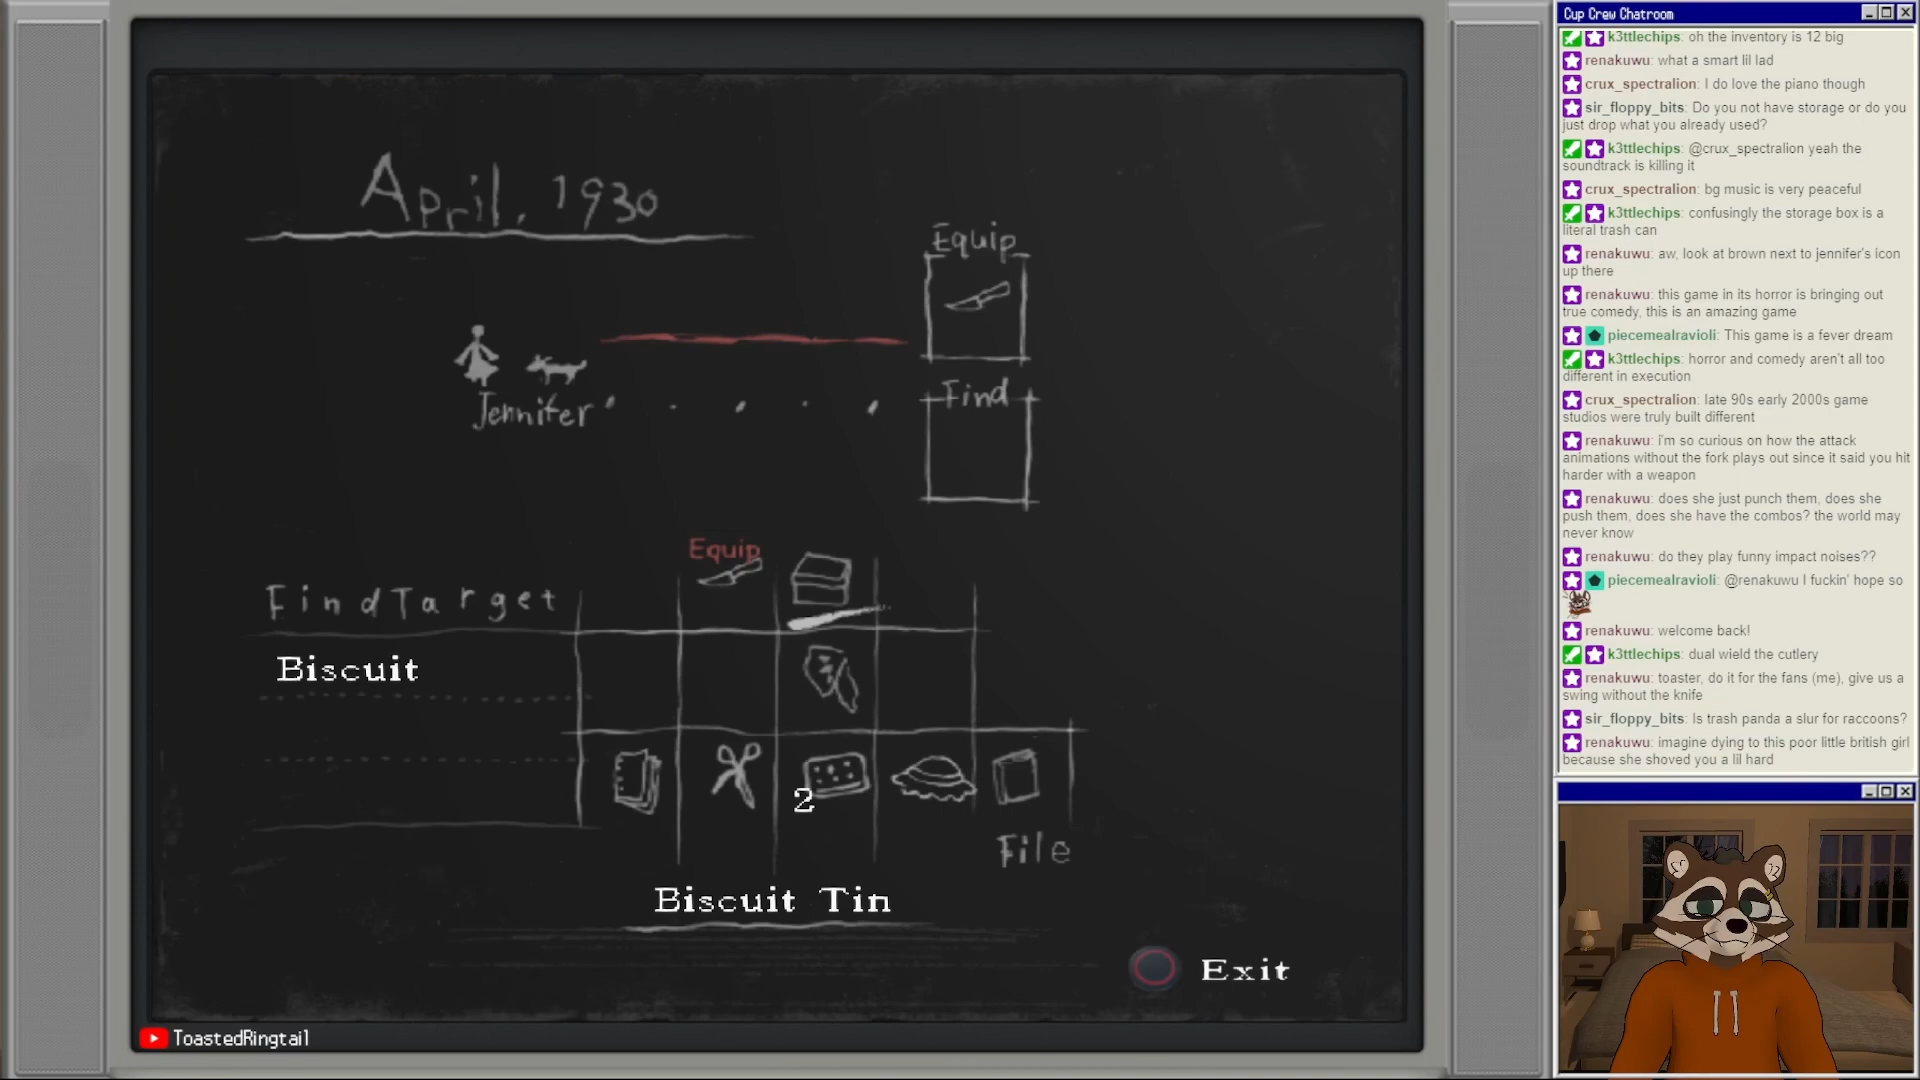 April, 1930
Equip
Find
Jennifer
Equip
FindTarget
Biscuit
2
File
Biscuit Tin
Exit
ToastedRingtail
Cup Crew Chatroom
k3ttlechips: oh the inventory is 12 big
renakuwu: what a smart lil lad
crux_spectralion: I do love the piano though
sir_floppy_bits: Do you not have storage or do you
just drop what you already used?
k3ttlechips: @crux_spectralion yeah the
soundtrack is killing it
crux_spectralion: bg music is very peaceful
k3ttlechips: confusingly the storage box is a
literal trash can
renakuwu: aw, look at brown next to jennifer's icon
up there
renakuwu: this game in its horror is bringing out
true comedy, this is an amazing game
piecemealravioli: This game is a fever dream
k3ttlechips: horror and comedy aren't all too
different in execution
crux_spectralion: late 90s early 2000s game
studios were truly built different
renakuwu: i'm so curious on how the attack
animations without the fork plays out since it said you hit
harder with a weapon
renakuwu: does she just punch them, does she
push them, does she have the combos? the world may
never know
renakuwu: do they play funny impact noises??
piecemealravioli: @renakuwu I fuckin' hope so
renakuwu: welcome back!
k3ttlechips: dual wield the cutlery
renakuwu: toaster, do it for the fans (me), give us a
swing without the knife
sir_floppy_bits: Is trash panda a slur for raccoons?
renakuwu: imagine dying to this poor little british girl
because she shoved you a lil hard